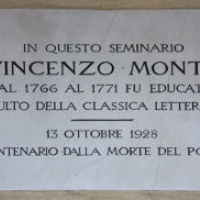 IN QUESTO SEMINARIO
VINCENZO · MONT
AL 1766 AL 1771 FU EDUCAT
ULTO DELLA CLASSICA LETTER
13 OTTOBRE 1928
ENTENARIO DALLA MORTE DEL PO